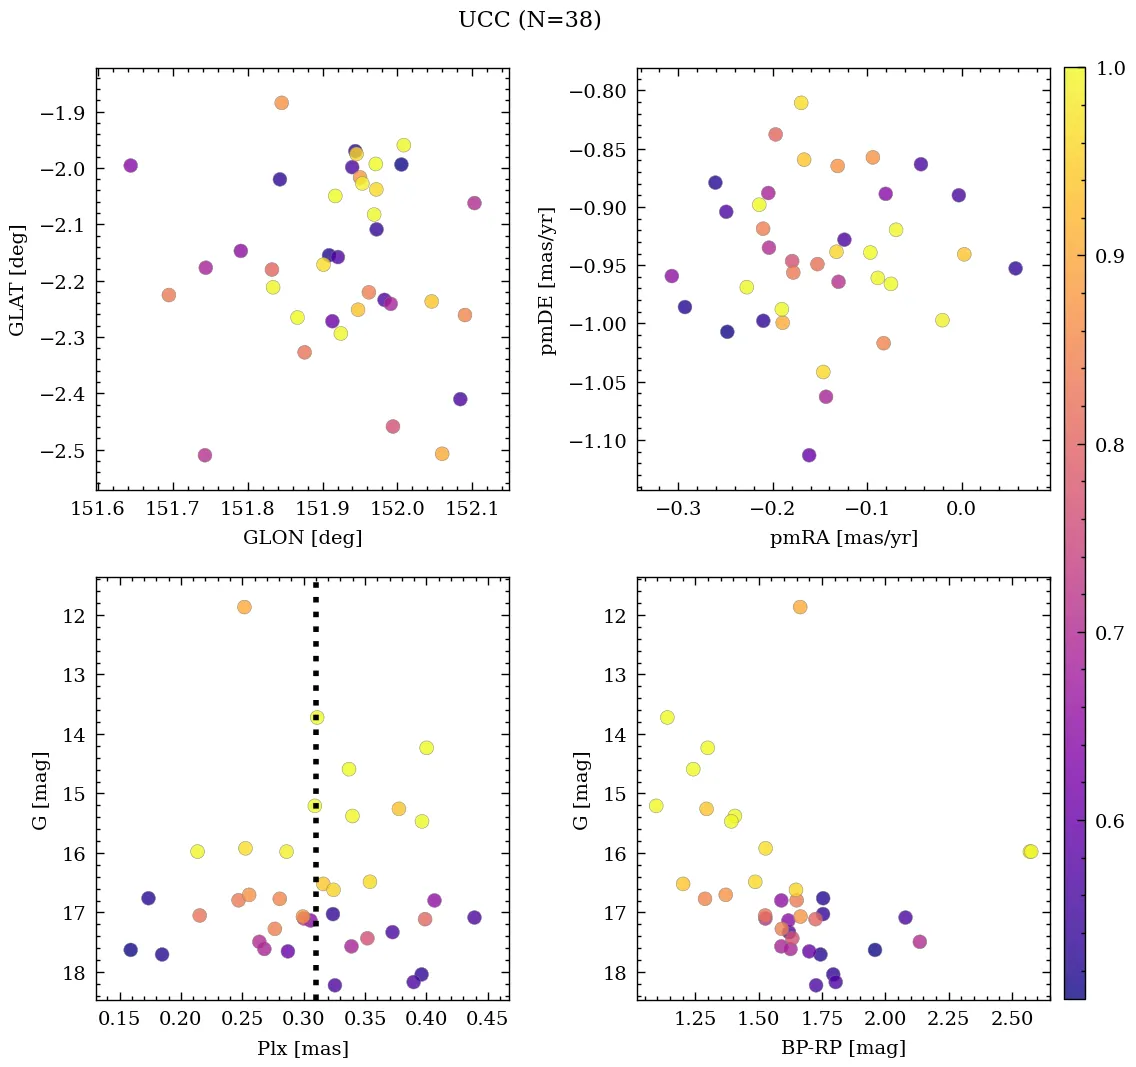 UCC (N=38)
−1.9
−2.0
−2.1
−2.2
−2.3
−2.4
−2.5
GLAT [deg]
151.6 151.7 151.8 151.9 152.0 152.1
GLON [deg]
−0.80
−0.85
−0.90
−0.95
−1.00
−1.05
−1.10
pmDE [mas/yr]
−0.3 −0.2 −0.1 0.0
pmRA [mas/yr]
1.0
0.9
0.8
0.7
0.6
12
13
14
15
16
17
18
G [mag]
0.15 0.20 0.25 0.30 0.35 0.40 0.45
Plx [mas]
12
13
14
15
16
17
18
G [mag]
1.25 1.50 1.75 2.00 2.25 2.50
BP-RP [mag]